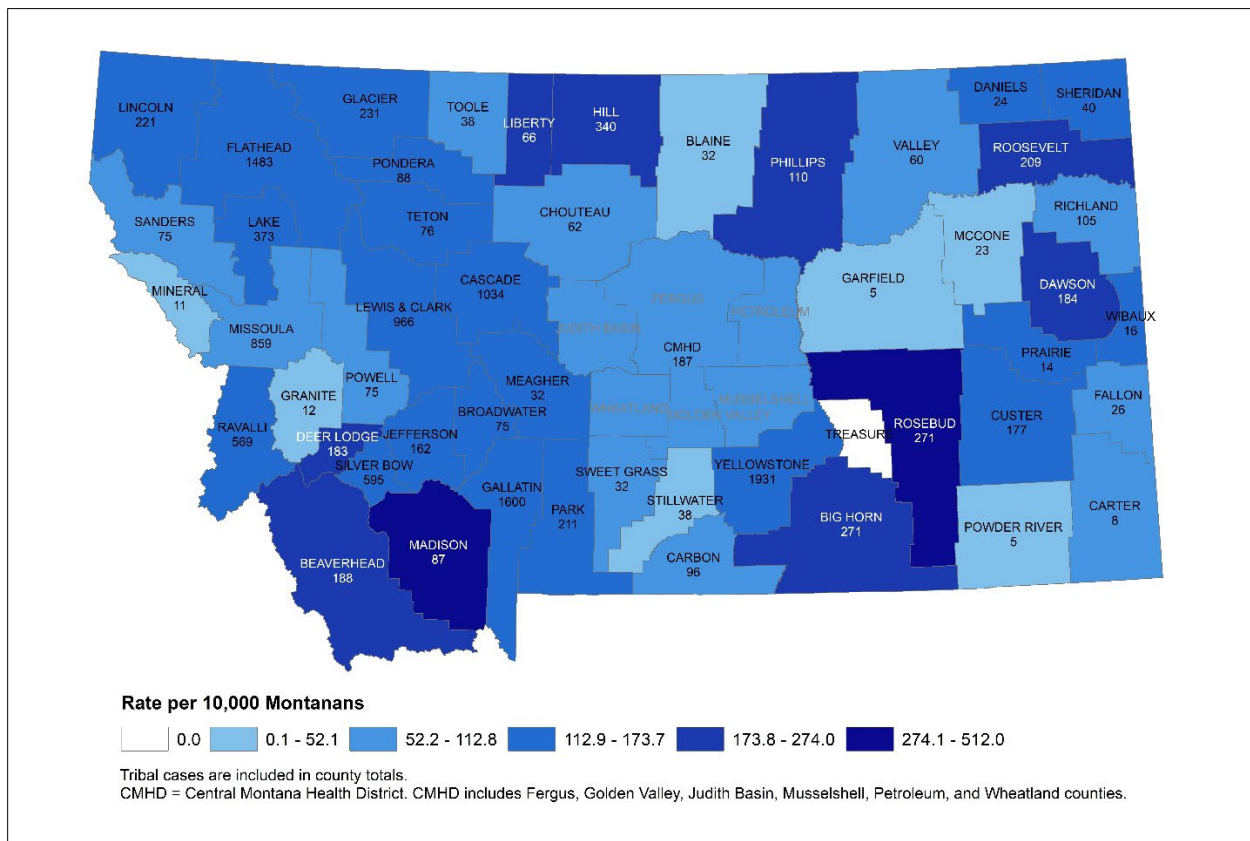 LINCOLN
221
GLACIER
231
TOOLE
38
LIBERTY
66
HILL
340
BLAINE
32
PHILLIPS
110
VALLEY
60
DANIELS
24
SHERIDAN
40
ROOSEVELT
209
FLATHEAD
1483
PONDERA
88
TETON
76
CHOUTEAU
62
RICHLAND
105
MCCONE
23
SANDERS
75
LAKE
373
CASCADE
1034
GARFIELD
5
DAWSON
184
WIBAUX
16
MINERAL
11
MISSOULA
859
LEWIS & CLARK
966
FERGUS
PETROLEUM
JUDITH BASIN
CMHD
187
PRAIRIE
14
POWELL
75
GRANITE
12
MEAGHER
32
WHEATLAND
GOLDEN VALLEY
MUSSELSHELL
ROSEBUD
271
TREASURE
CUSTER
177
FALLON
26
RAVALLI
569
DEER LODGE
183
JEFFERSON
162
BROADWATER
75
SILVER BOW
595
GALLATIN
1600
PARK
211
SWEET GRASS
32
STILLWATER
38
YELLOWSTONE
1931
BIG HORN
271
POWDER RIVER
5
CARTER
8
BEAVERHEAD
188
MADISON
87
CARBON
96
Rate per 10,000 Montanans
0.0 0.1 - 52.1 52.2 - 112.8 112.9 - 173.7 173.8 - 274.0 274.1 - 512.0
Tribal cases are included in county totals.
CMHD = Central Montana Health District. CMHD includes Fergus, Golden Valley, Judith Basin, Musselshell, Petroleum, and Wheatland counties.